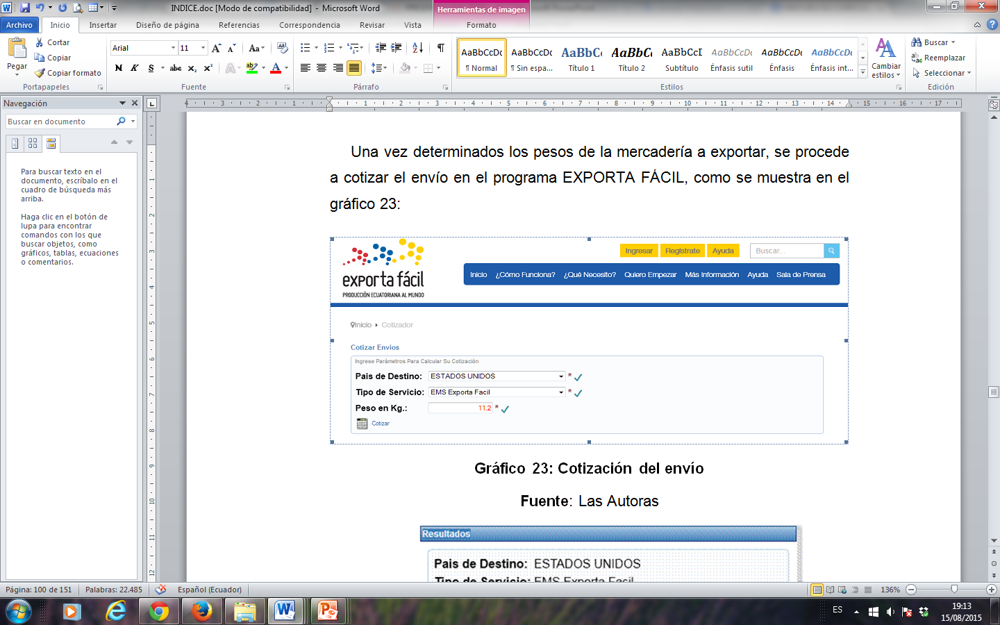 INDICE.doc [Modo de compatibilidad] - Microsoft Word
Herramientas de imagen
Archivo Inicio Insertar Diseño de página Referencias Correspondencia Revisar Vista Formato
Pegar
Cortar
Copiar
Copiar formato
Portapapeles
Arial 11
Fuente
Párrafo
AaBbCcDc AaBbCcDc AaBbC AaBbCc AaBbCcI AaBbCcDc AaBbCcDc AaBbCcDc
¶ Normal ¶ Sin espa... Título 1 Título 2 Subtítulo Énfasis sutil Énfasis Énfasis int...
Estilos
Cambiar estilos
Buscar
Reemplazar
Seleccionar
Edición
Navegación
Buscar en documento
Para buscar texto en el
documento, escríbalo en el
cuadro de búsqueda más
arriba.
Haga clic en el botón de
lupa para encontrar
comandos con los que
buscar objetos, como
gráficos, tablas, ecuaciones
o comentarios.
Una vez determinados los pesos de la mercadería a exportar, se procede
a cotizar el envío en el programa EXPORTA FÁCIL, como se muestra en el
gráfico 23:
exporta fácil
PRODUCCIÓN ECUATORIANA AL MUNDO
Ingresar Regístrate Ayuda Buscar...
Inicio ¿Cómo Funciona? ¿Qué Necesito? Quiero Empezar Más Información Ayuda Sala de Prensa
Inicio Cotizador
Cotizar Envios
Ingrese Parámetros Para Calcular Su Cotización
Pais de Destino: ESTADOS UNIDOS *
Tipo de Servicio: EMS Exporta Facil *
Peso en Kg.: 11.2 *
Cotizar
Gráfico 23: Cotización del envío
Fuente: Las Autoras
Resultados
Pais de Destino: ESTADOS UNIDOS
Tipo de Servicio: EMS Exporta Facil
Página: 100 de 151 Palabras: 22.485 Español (Ecuador) 136%
ES 19:13
15/08/2015